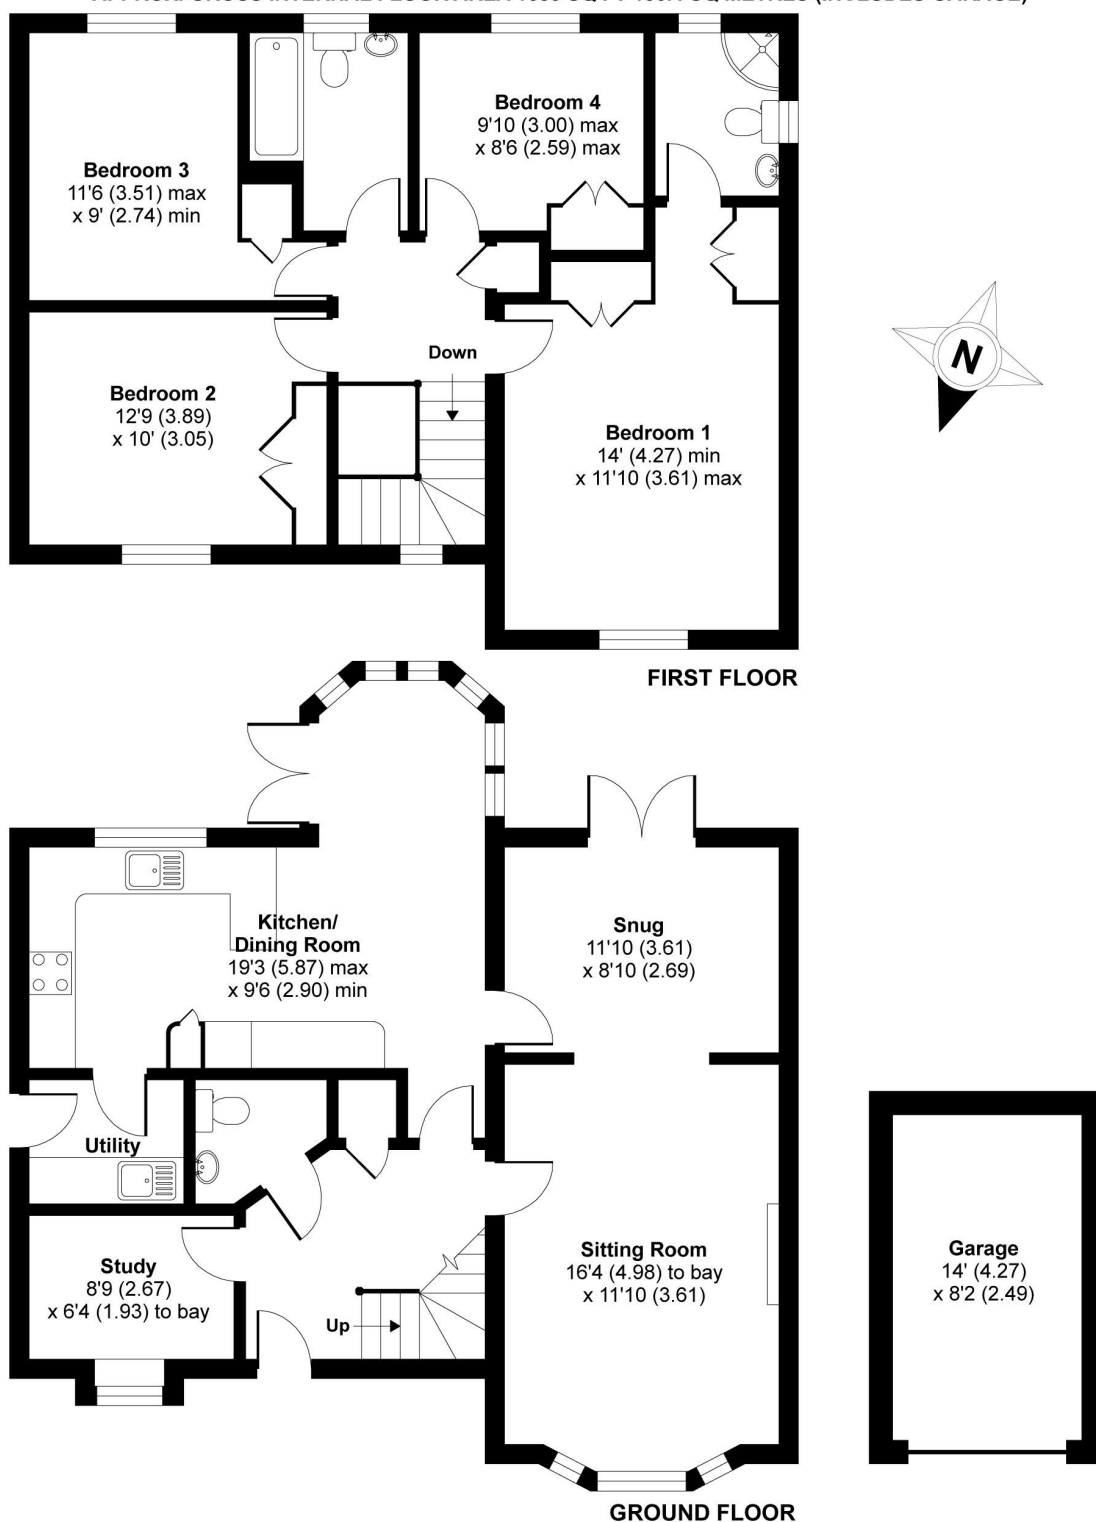 Bedroom 3
11'6 (3.51) max
x 9' (2.74) min
Bedroom 4
9'10 (3.00) max
x 8'6 (2.59) max
Bedroom 2
12'9 (3.89)
x 10' (3.05)
Down
Bedroom 1
14' (4.27) min
x 11'10 (3.61) max
N
FIRST FLOOR
Kitchen/
Dining Room
19'3 (5.87) max
x 9'6 (2.90) min
Snug
11'10 (3.61)
x 8'10 (2.69)
Utility
Study
8'9 (2.67)
x 6'4 (1.93) to bay
Up
Sitting Room
16'4 (4.98) to bay
x 11'10 (3.61)
Garage
14' (4.27)
x 8'2 (2.49)
GROUND FLOOR